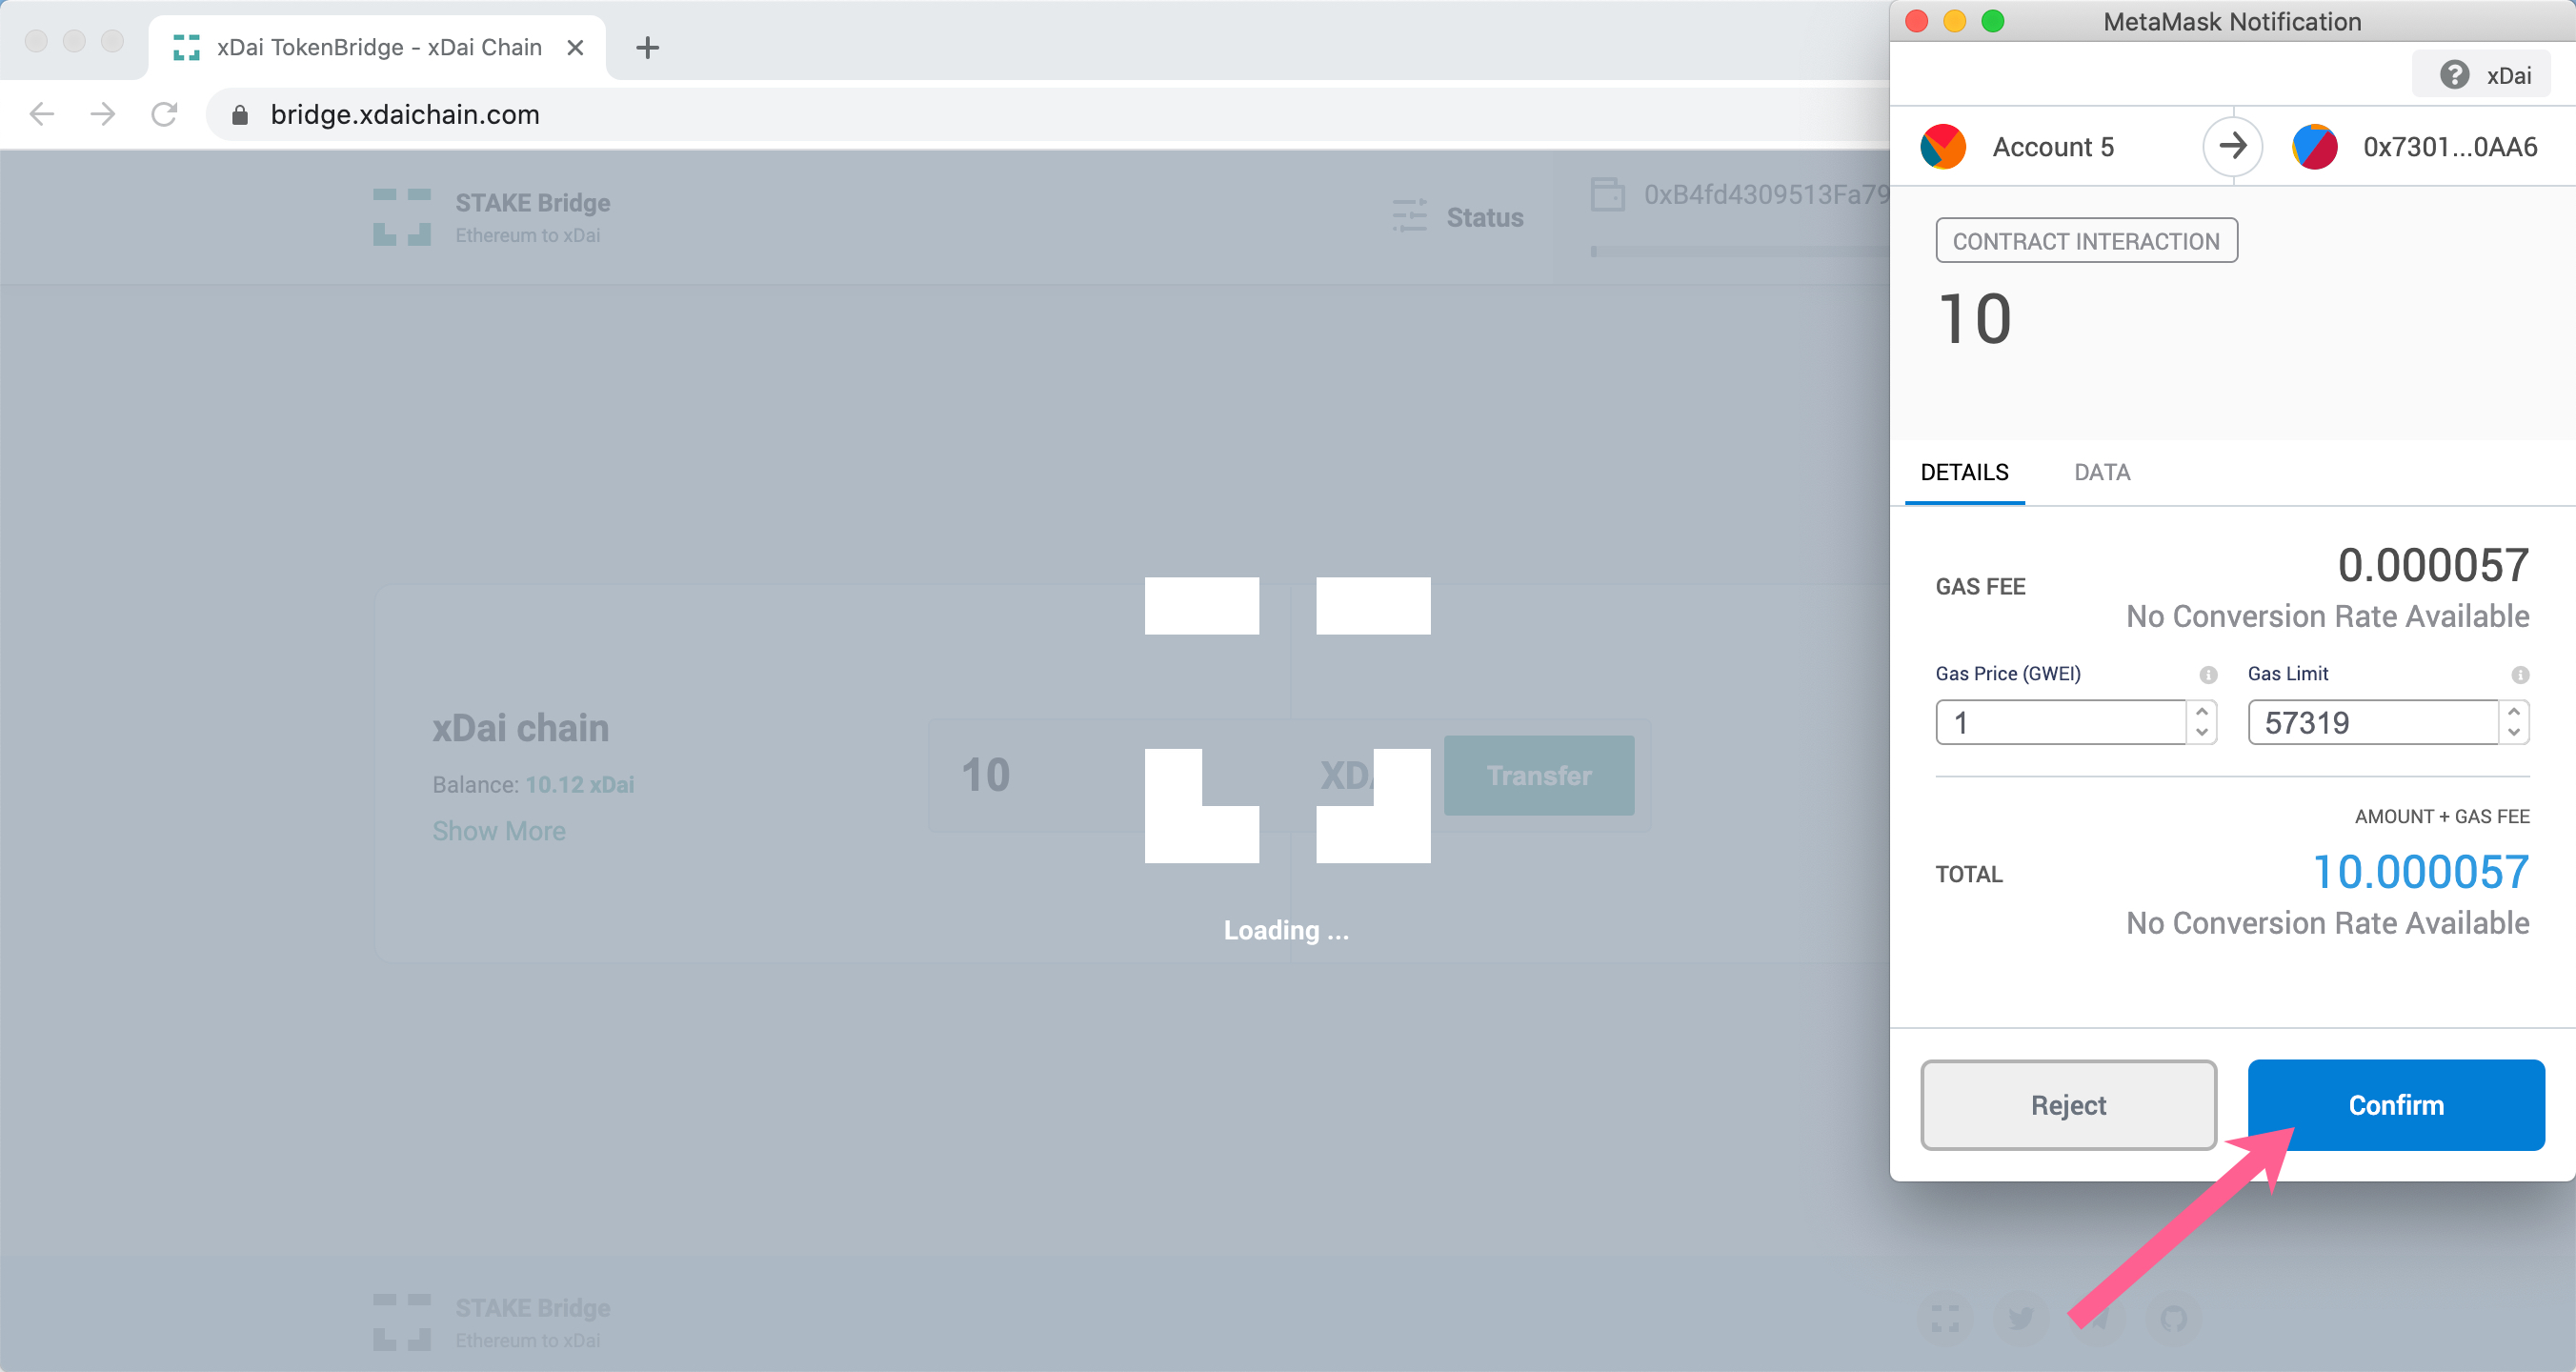 xDai TokenBridge - xDai Chain
bridge.xdaichain.com
STAKE Bridge
Ethereum to xDai
Status
0xB4fd4309513Fa79
xDai chain
Balance: 10.12 xDai
Show More
10
Transfer
Loading ...
STAKE Bridge
Ethereum to xDai
MetaMask Notification
xDai
Account 5
0x7301...0AA6
CONTRACT INTERACTION
10
DETAILS DATA
GAS FEE
0.000057
No Conversion Rate Available
Gas Price (GWEI) Gas Limit
1 57319
AMOUNT + GAS FEE
TOTAL
10.000057
No Conversion Rate Available
Reject Confirm